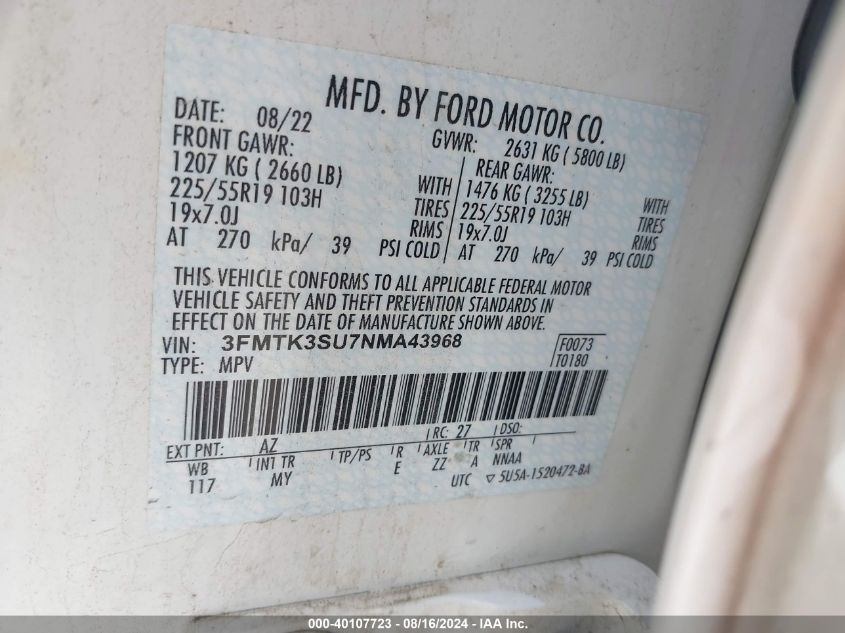 MFD. BY FORD MOTOR CO.
DATE: 08/22 GVWR: 2631 KG ( 5800 LB)
FRONT GAWR: REAR GAWR:
1207 KG ( 2660 LB) WITH 1476 KG ( 3255 LB) WITH
225/55R19 103H TIRES 225/55R19 103H TIRES
19x7.0J RIMS 19x7.0J RIMS
AT 270 kPa/ 39 PSI COLD AT 270 kPa/ 39 PSI COLD
THIS VEHICLE CONFORMS TO ALL APPLICABLE FEDERAL MOTOR
VEHICLE SAFETY AND THEFT PREVENTION STANDARDS IN
EFFECT ON THE DATE OF MANUFACTURE SHOWN ABOVE.
VIN: 3FMTK3SU7NMA43968 F0073
TYPE: MPV T0180
EXT PNT: AZ RC: 27 DSO:
WB INT TR TP/PS R AXLE TR SPR
117 MY E ZZ A NNAA
UTC ▽ 5U5A-1520472-BA
000-40107723 - 08/16/2024 - IAA Inc.